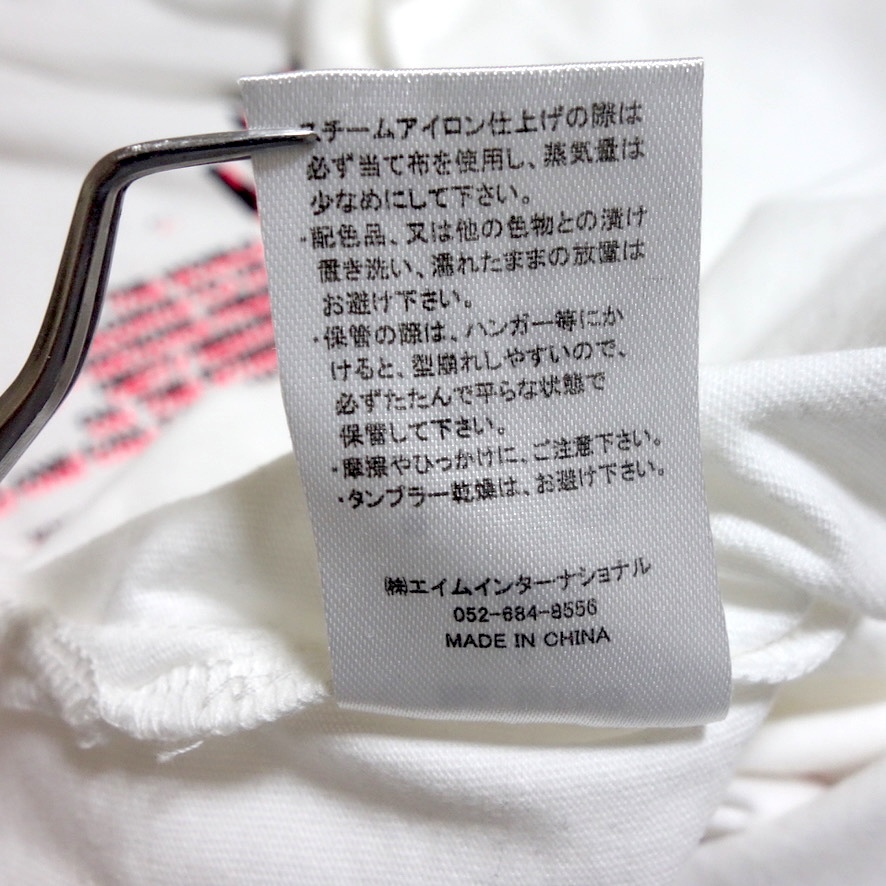 スチームアイロン仕上げの際は
必ず当て布を使用し、蒸気量は
少なめにして下さい。
・配色品、又は他の色物との漬け
置き洗い、濡れたままの放置は
お避け下さい。
・保管の際は、ハンガー等にか
けると、型崩れしやすいので、
必ずたたんで平らな状態で
保管して下さい。
・摩擦やひっかけに、ご注意下さい。
・タンブラー乾燥は、お避け下さい。
㈱エイムインターナショナル
052-684-8556
MADE IN CHINA